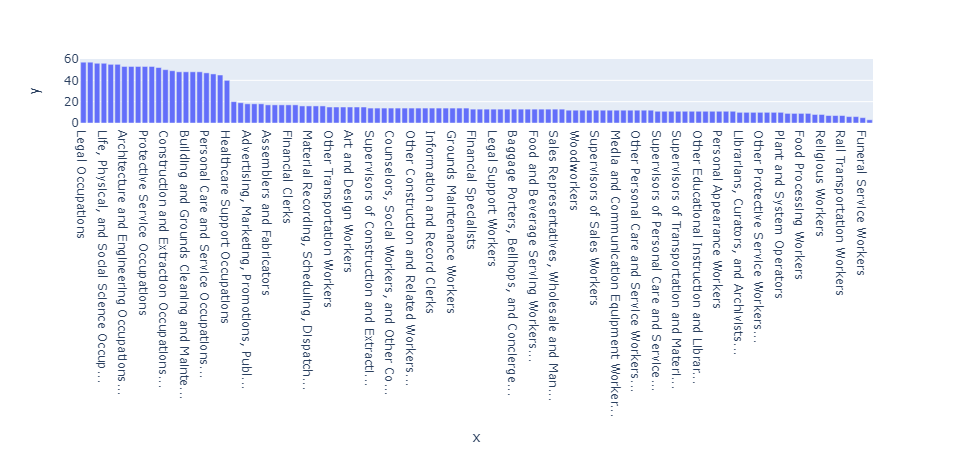 60
40
20
0
y
Legal Occupations
Life, Physical, and Social Science Occup...
Architecture and Engineering Occupations...
Protective Service Occupations
Construction and Extraction Occupations...
Building and Grounds Cleaning and Mainte...
Personal Care and Service Occupations...
Healthcare Support Occupations
Advertising, Marketing, Promotions, Publ...
Assemblers and Fabricators
Financial Clerks
Material Recording, Scheduling, Dispatch...
Other Transportation Workers
Art and Design Workers
Supervisors of Construction and Extracti...
Counselors, Social Workers, and Other Co...
Other Construction and Related Workers...
Information and Record Clerks
Grounds Maintenance Workers
Financial Specialists
Legal Support Workers
Baggage Porters, Bellhops, and Concierge...
Food and Beverage Serving Workers...
Sales Representatives, Wholesale and Man...
Woodworkers
Supervisors of Sales Workers
Media and Communication Equipment Worker...
Other Personal Care and Service Workers...
Supervisors of Personal Care and Service...
Supervisors of Transportation and Materi...
Other Educational Instruction and Librar...
Personal Appearance Workers
Librarians, Curators, and Archivists...
Other Protective Service Workers...
Plant and System Operators
Food Processing Workers
Religious Workers
Rail Transportation Workers
Funeral Service Workers
x